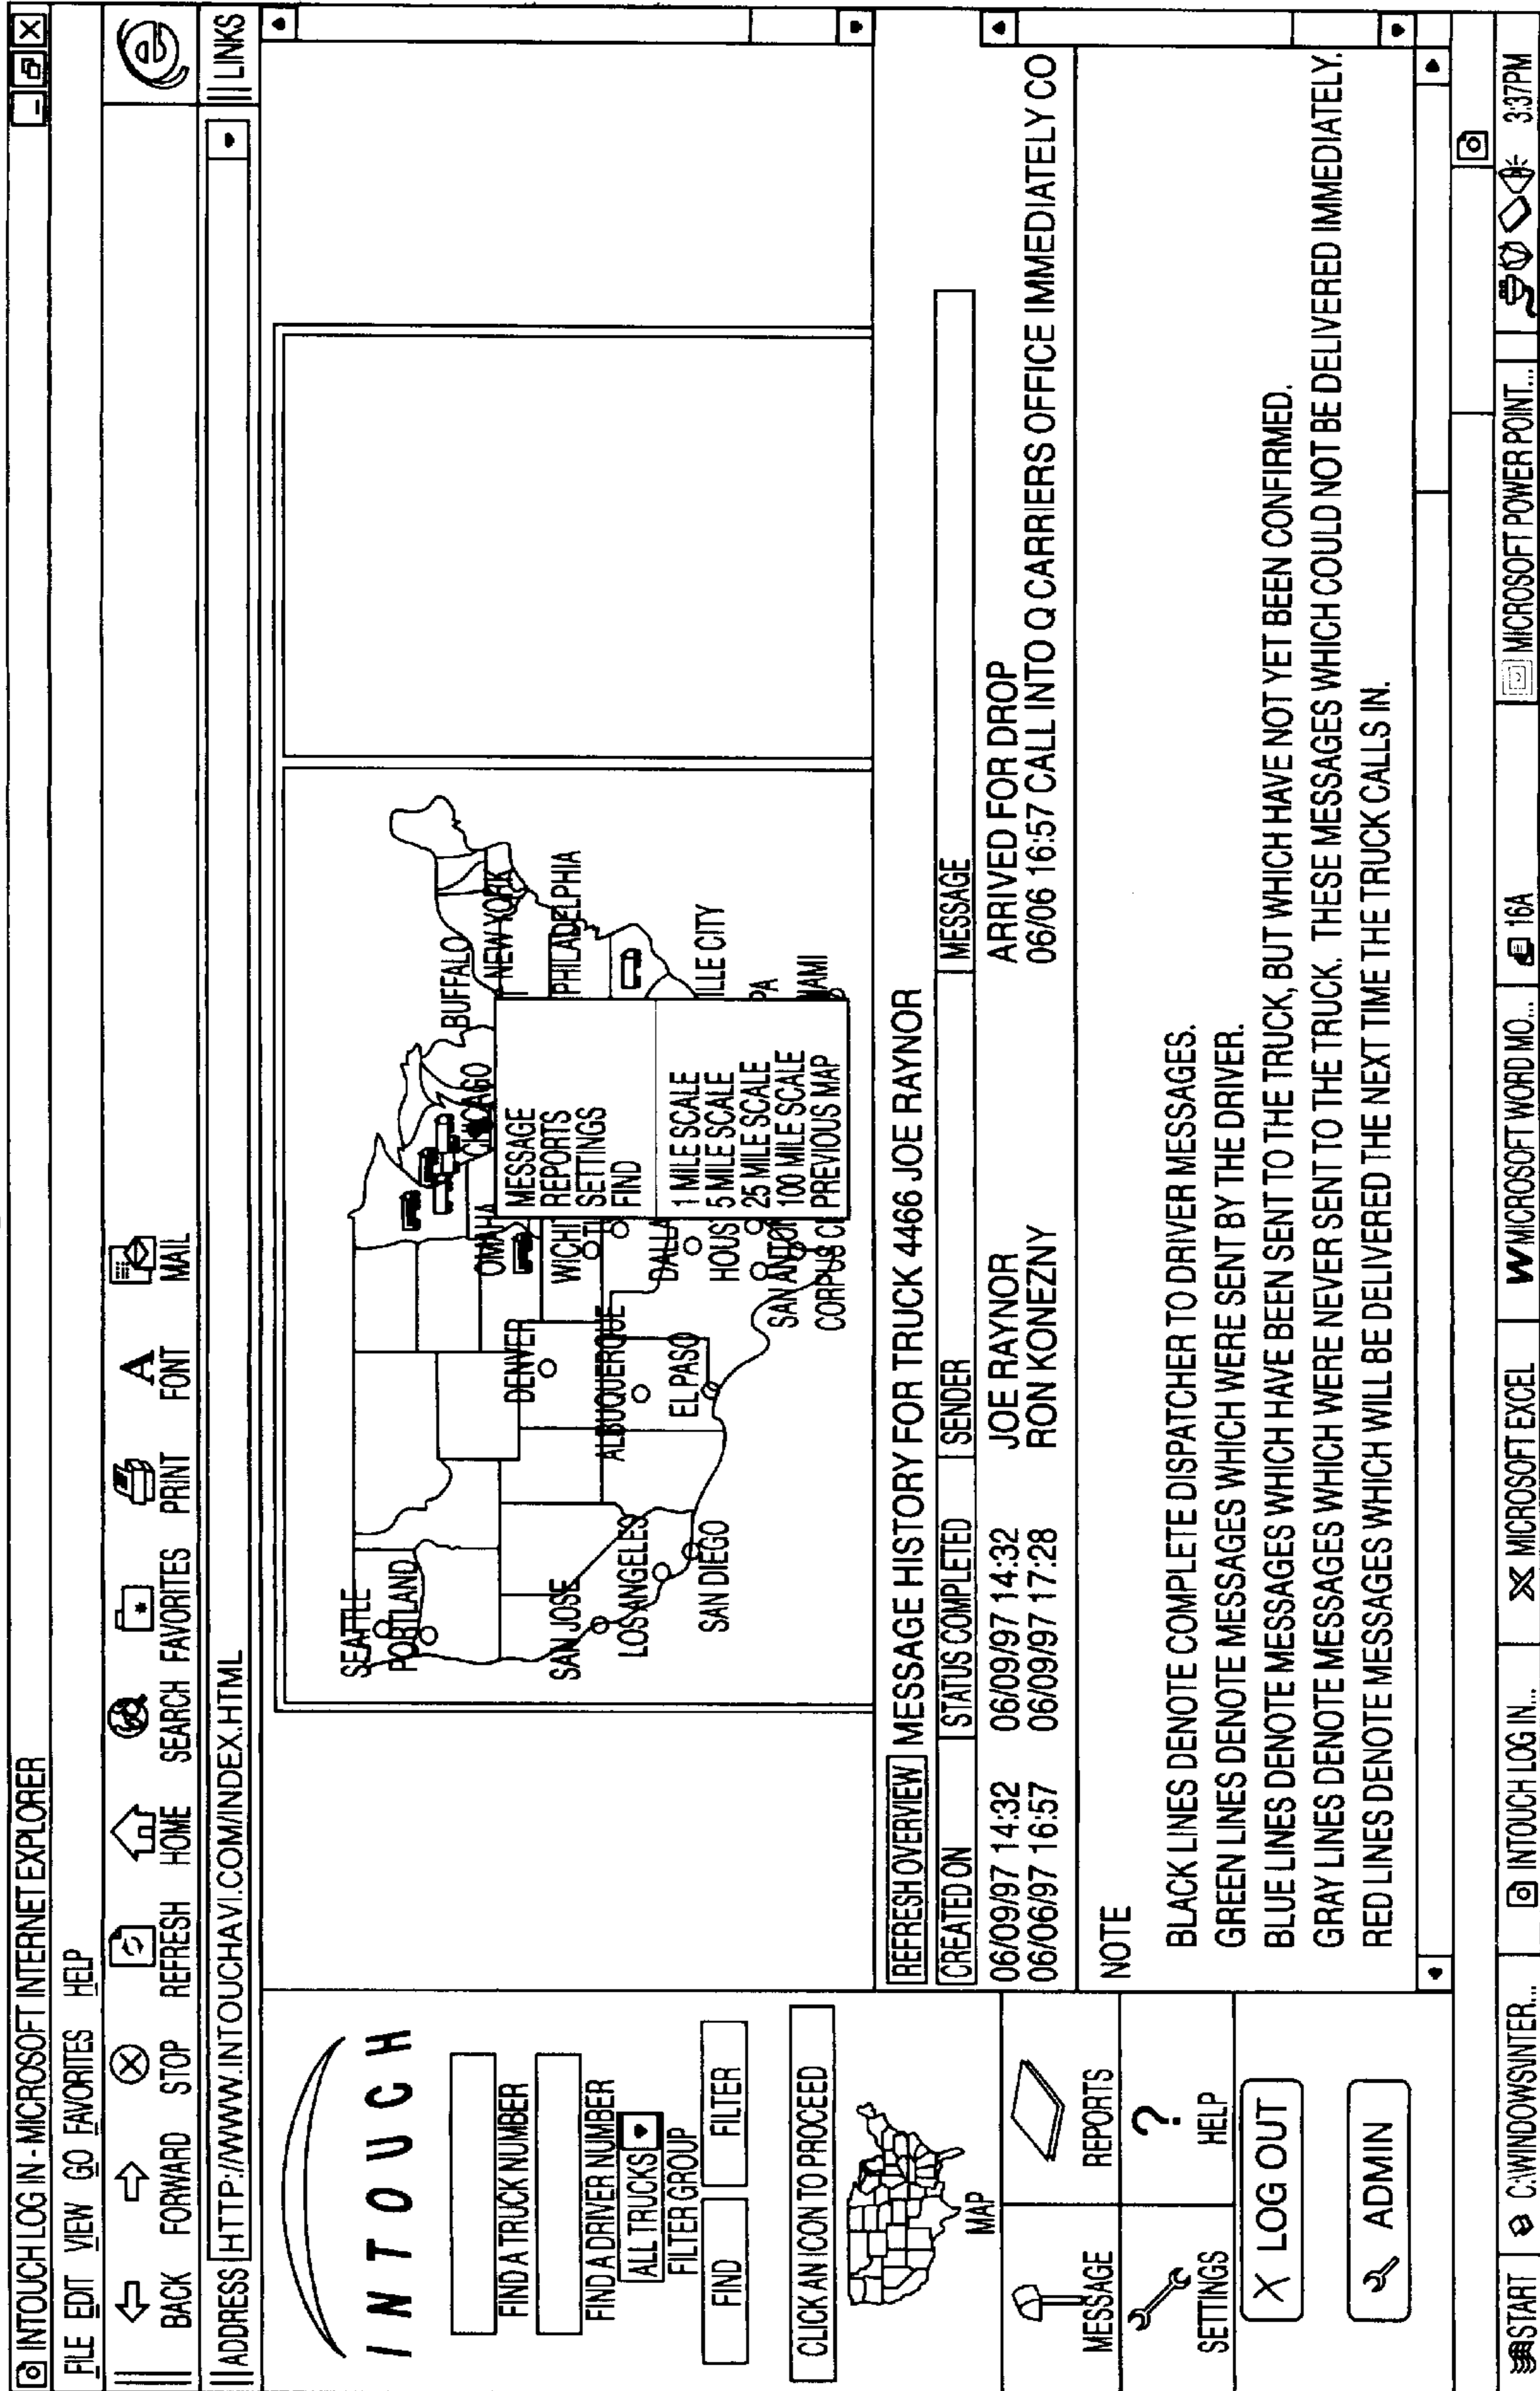 INTOUCH LOG IN - MICROSOFT INTERNET EXPLORER
FILE EDIT VIEW GO FAVORITES HELP
BACK FORWARD STOP REFRESH HOME SEARCH FAVORITES PRINT FONT MAIL
ADDRESS HTTP://WWW.INTOUCHAVI.COM/INDEX.HTML LINKS
INTOUCH
FIND A TRUCK NUMBER
FIND A DRIVER NUMBER
ALL TRUCKS
FILTER GROUP
FIND FILTER
CLICK AN ICON TO PROCEED
MAP
MESSAGE REPORTS
SETTINGS HELP
X LOG OUT
ADMIN
SEATTLE
PORTLAND
BUFFALO
CHICAGO
NEW YORK
OMAHA
DENVER
PHILADELPHIA
SAN JOSE
WICHI
ALBUQUERQUE
LOS ANGELES
DALLA
EL PASO
SAN DIEGO
HOUS
ILLE CITY
SAN ANTON
PA
CORPUS C
IAMI
MESSAGE
REPORTS
SETTINGS
FIND
1 MILE SCALE
5 MILE SCALE
25 MILE SCALE
100 MILE SCALE
PREVIOUS MAP
REFRESH OVERVIEW MESSAGE HISTORY FOR TRUCK 4466 JOE RAYNOR
CREATED ON STATUS COMPLETED SENDER MESSAGE
06/09/97 14:32 06/09/97 14:32 JOE RAYNOR ARRIVED FOR DROP
06/06/97 16:57 06/09/97 17:28 RON KONEZNY 06/06 16:57 CALL INTO Q CARRIERS OFFICE IMMEDIATELY CO
NOTE
BLACK LINES DENOTE COMPLETE DISPATCHER TO DRIVER MESSAGES.
GREEN LINES DENOTE MESSAGES WHICH WERE SENT BY THE DRIVER.
BLUE LINES DENOTE MESSAGES WHICH HAVE BEEN SENT TO THE TRUCK, BUT WHICH HAVE NOT YET BEEN CONFIRMED.
GRAY LINES DENOTE MESSAGES WHICH WERE NEVER SENT TO THE TRUCK. THESE MESSAGES WHICH COULD NOT BE DELIVERED IMMEDIATELY.
RED LINES DENOTE MESSAGES WHICH WILL BE DELIVERED THE NEXT TIME THE TRUCK CALLS IN.
START C:\WINDOWS\INTER... INTOUCH LOG IN... MICROSOFT EXCEL W MICROSOFT WORD MO... 16A MICROSOFT POWER POINT... 3:37PM